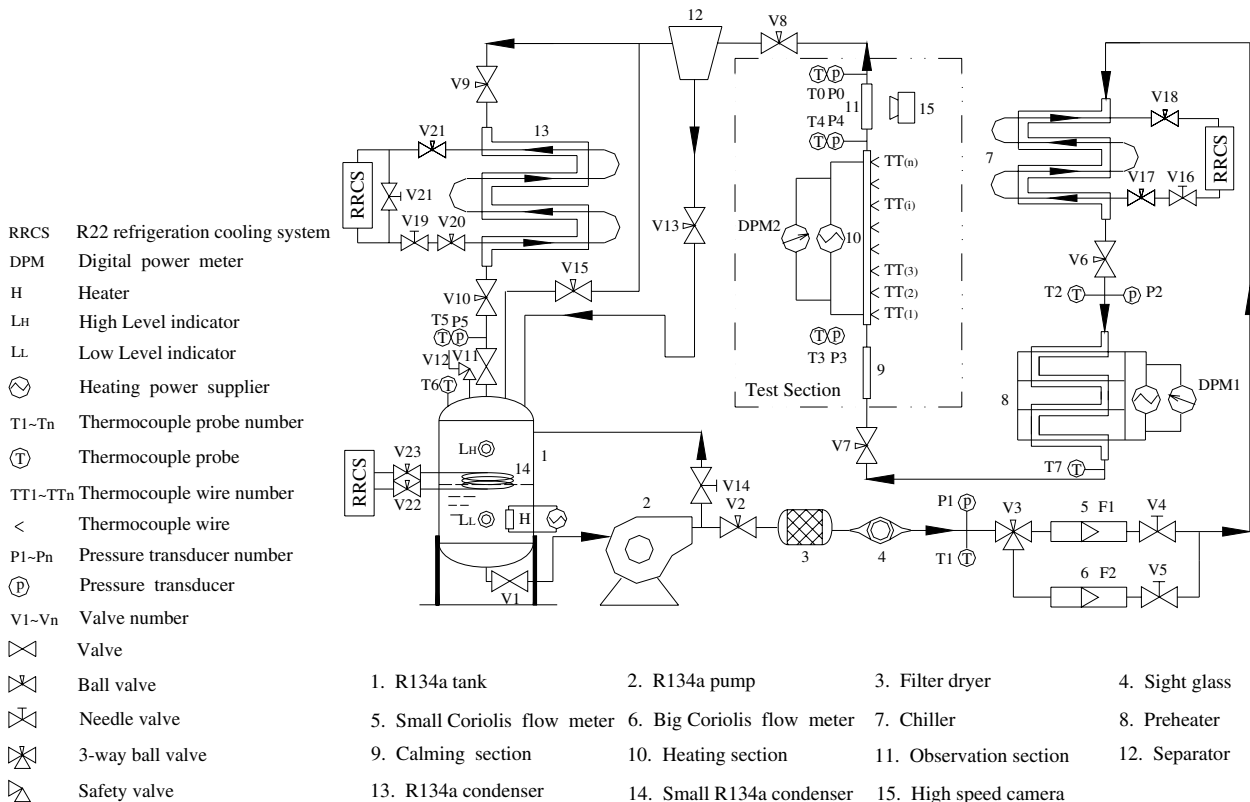 12
V8
V9
T0 P0
11
15
T4 P4
V21
13
RRCS
V21
V19 V20
V18
7
RRCS
V17 V16
TT(n)
TT(i)
DPM2
10
TT(3)
TT(2)
TT(1)
V13
V15
V10
V6
T2 T
p P2
T5 P5
T p
V12 V11
T6 T
T p
T3 P3
9
Test Section
DPM1
8
V7
T7 T
LH
1
V23
14
RRCS
V22
LL
H
V14
2
V2
V1
3
4
P1 p
T1 T
V3
5 F1
V4
6 F2
V5
RRCS R22 refrigeration cooling system
DPM Digital power meter
H Heater
LH High Level indicator
LL Low Level indicator
Heating power supplier
T1~Tn Thermocouple probe number
T Thermocouple probe
TT1~TTn Thermocouple wire number
< Thermocouple wire
P1~Pn Pressure transducer number
p Pressure transducer
V1~Vn Valve number
Valve
Ball valve
Needle valve
3-way ball valve
Safety valve
1. R134a tank
2. R134a pump
3. Filter dryer
4. Sight glass
5. Small Coriolis flow meter
6. Big Coriolis flow meter
7. Chiller
8. Preheater
9. Calming section
10. Heating section
11. Observation section
12. Separator
13. R134a condenser
14. Small R134a condenser
15. High speed camera